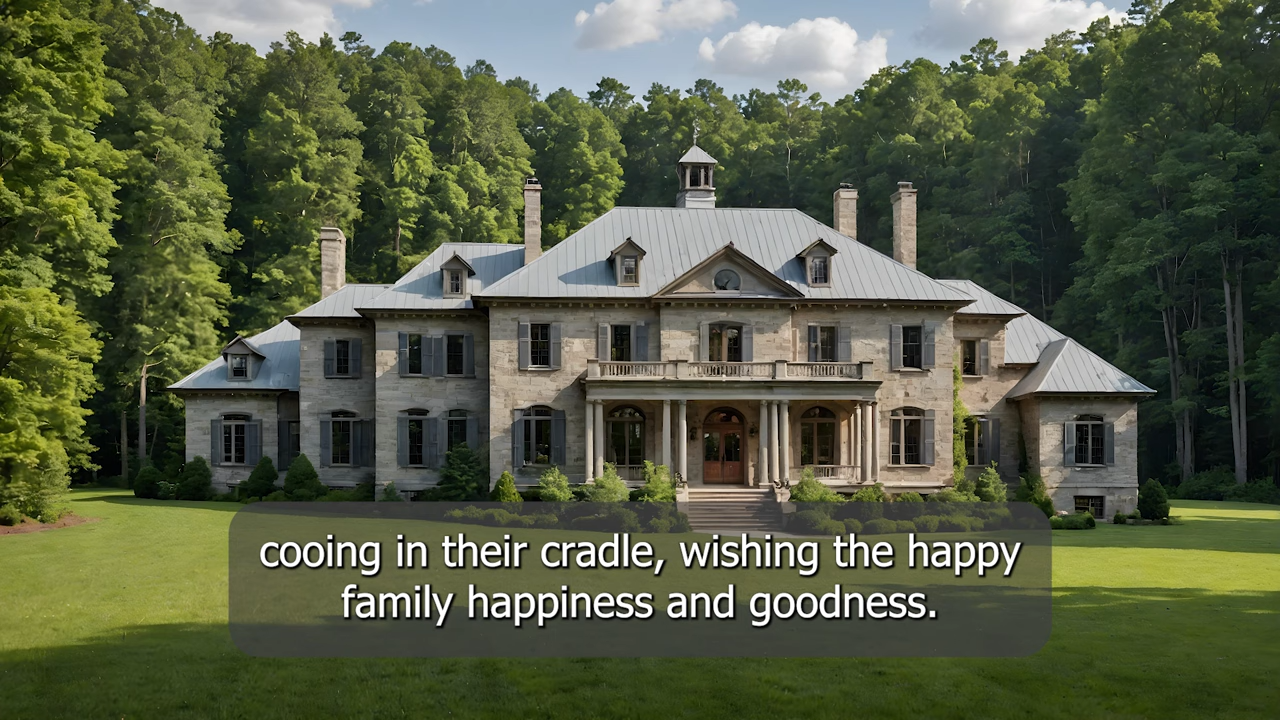 cooing in their cradle, wishing the happy
family happiness and goodness.